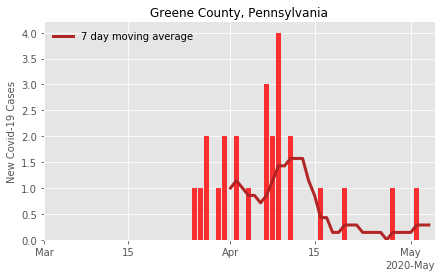 Greene County, Pennsylvania
7 day moving average
New Covid-19 Cases
4.0
3.5
3.0
2.5
2.0
1.5
1.0
0.5
0.0
Mar 15 Apr 15 May
2020-May